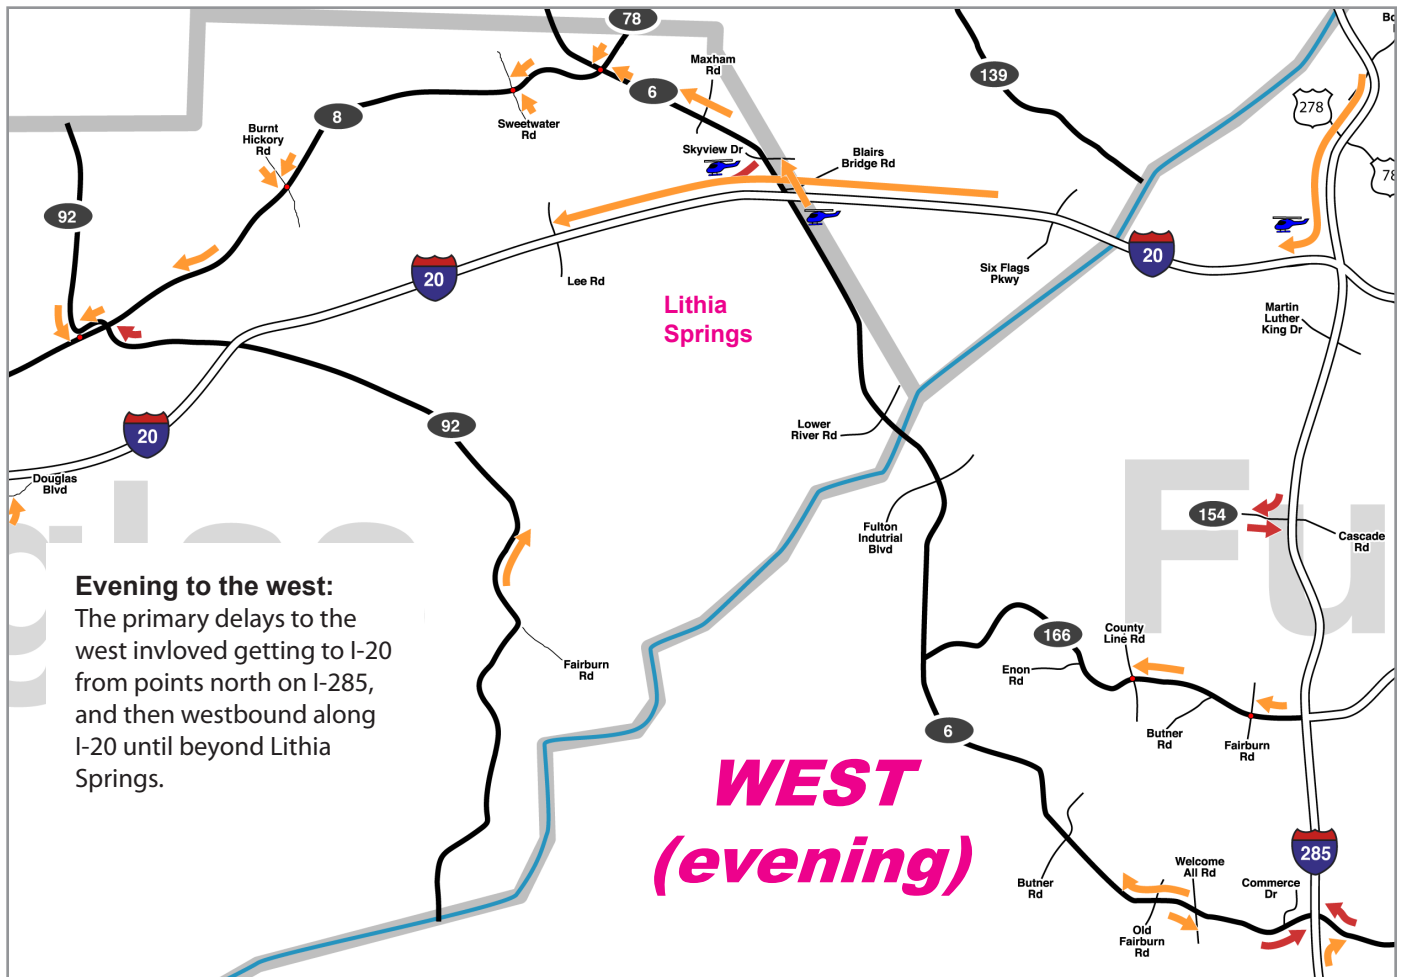 78
Bo
Maxham
Rd
139
6
278
8
Sweetwater
Rd
Burnt
Hickory
Rd
Skyview Dr
Blairs
Bridge Rd
78
92
20
Six Flags
Pkwy
20
Lee Rd
Lithia
Springs
Martin
Luther
King Dr
92
20
Lower
River Rd
Douglas
Blvd
Fu
154
Cascade
Rd
Fulton
Indutrial
Blvd
Evening to the west:
The primary delays to the
west invloved getting to I-20
from points north on I-285,
and then westbound along
I-20 until beyond Lithia
Springs.
166
County
Line Rd
Enon
Rd
Fairburn
Rd
Butner
Rd
Fairburn
Rd
6
WEST
(evening)
285
Butner
Rd
Welcome
All Rd
Commerce
Dr
Old
Fairburn
Rd